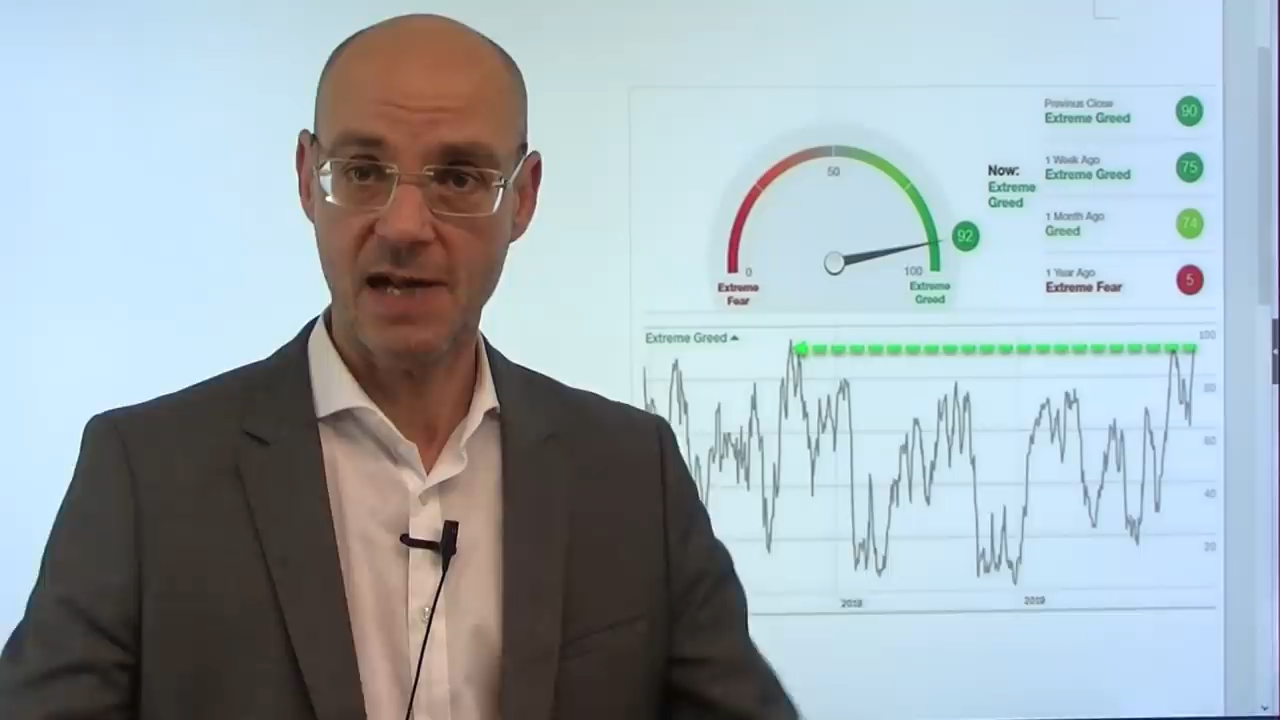 Previous Close
Extreme Greed
90
1 Week Ago
Extreme Greed
75
1 Month Ago
Greed
74
1 Year Ago
Extreme Fear
5
Now:
Extreme
Greed
92
50
0
100
Extreme
Fear
Extreme
Greed
Extreme Greed
100
80
60
40
20
2018
2019